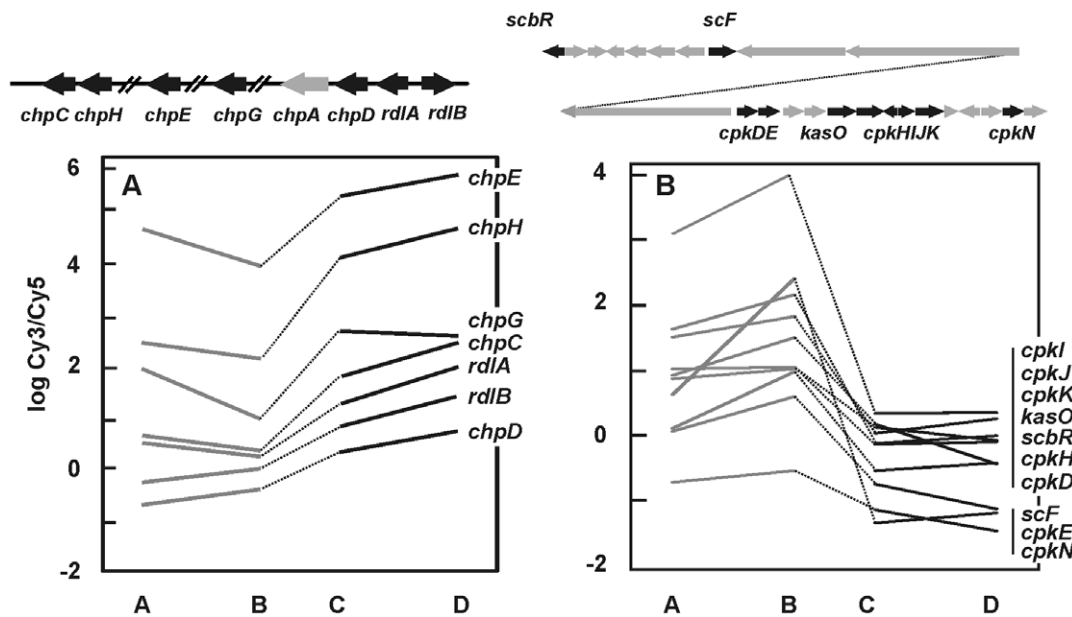 scbR scF
chpC chpH chpE chpG chpA chpD rdlA rdlB
cpkDE kasO cpkHIJK cpkN
A
log Cy3/Cy5
6
4
2
0
-2
chpE
chpH
chpG
chpC
rdlA
rdlB
chpD
A B C D
B
4
2
0
-2
cpkI
cpkJ
cpkK
kasO
scbR
cpkH
cpkD
scF
cpkE
cpkN
A B C D